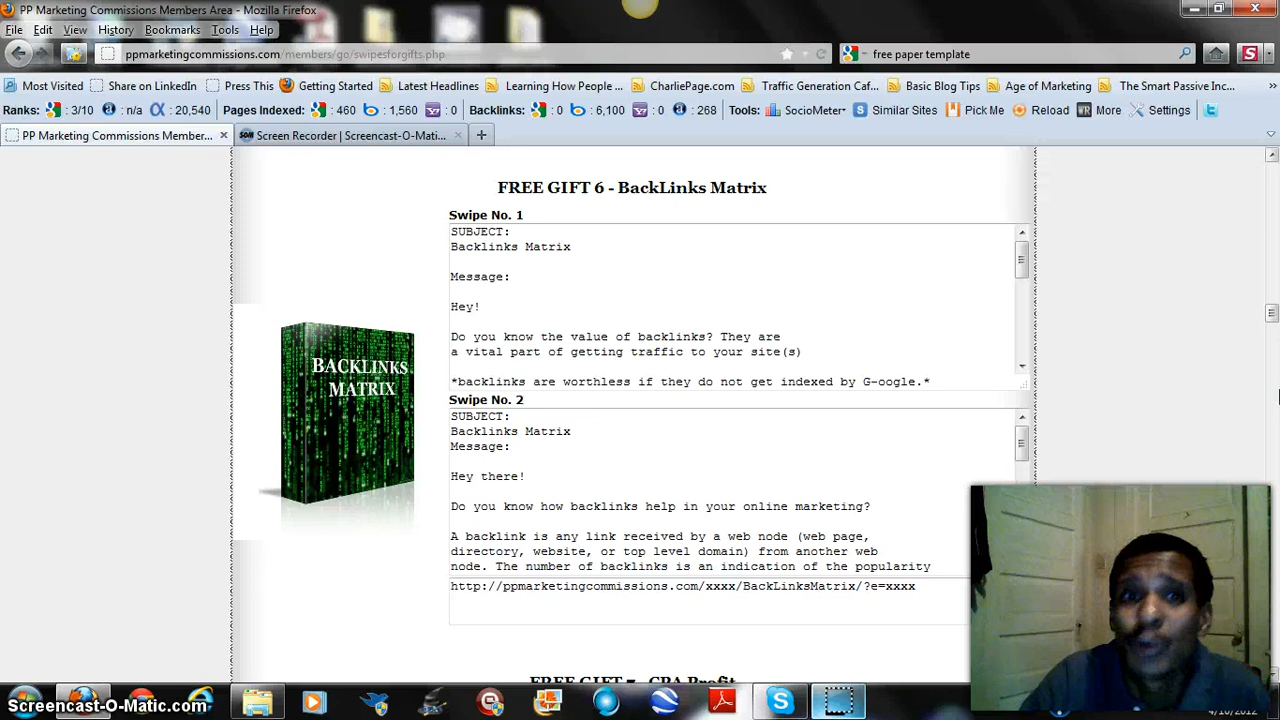 PP Marketing Commissions Members Area - Mozilla Firefox
File Edit View History Bookmarks Tools Help
ppmarketingcommissions.com/members/go/swipesforgifts.php
free paper template
Most Visited Share on LinkedIn Press This Getting Started Latest Headlines Learning How People ... CharliePage.com Traffic Generation Caf... Basic Blog Tips Age of Marketing The Smart Passive Inc...
Ranks: : 3/10 : n/a : 20,540 Pages Indexed: : 460 : 1,560 : 0 Backlinks: : 0 : 6,100 : 0 : 268 Tools: SocioMeter Similar Sites Pick Me Reload More Settings
PP Marketing Commissions Member... Screen Recorder | Screencast-O-Mati...
FREE GIFT 6 - BackLinks Matrix
Swipe No. 1
SUBJECT:
Backlinks Matrix
Message:
Hey!
Do you know the value of backlinks? They are
a vital part of getting traffic to your site(s)
*backlinks are worthless if they do not get indexed by G-oogle.*
BACKLINKS
MATRIX
Swipe No. 2
SUBJECT:
Backlinks Matrix
Message:
Hey there!
Do you know how backlinks help in your online marketing?
A backlink is any link received by a web node (web page,
directory, website, or top level domain) from another web
node. The number of backlinks is an indication of the popularity
http://ppmarketingcommissions.com/xxxx/BackLinksMatrix/?e=xxxx
FREE GIFT 7 - CPA Profit
Screencast-O-Matic.com
4/10/2012